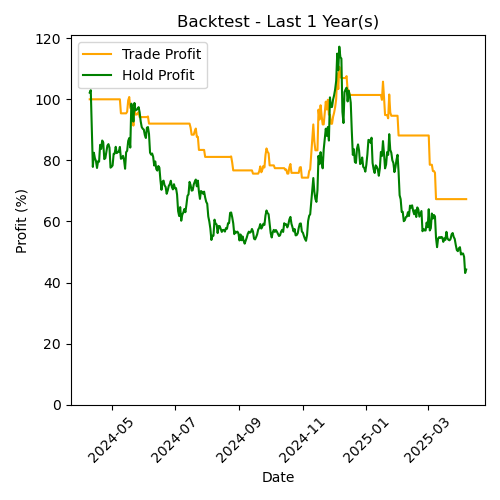 Backtest - Last 1 Year(s)
Trade Profit
Hold Profit
Profit (%)
120
100
80
60
40
20
0
2024-05
2024-07
2024-09
2024-11
2025-01
2025-03
Date